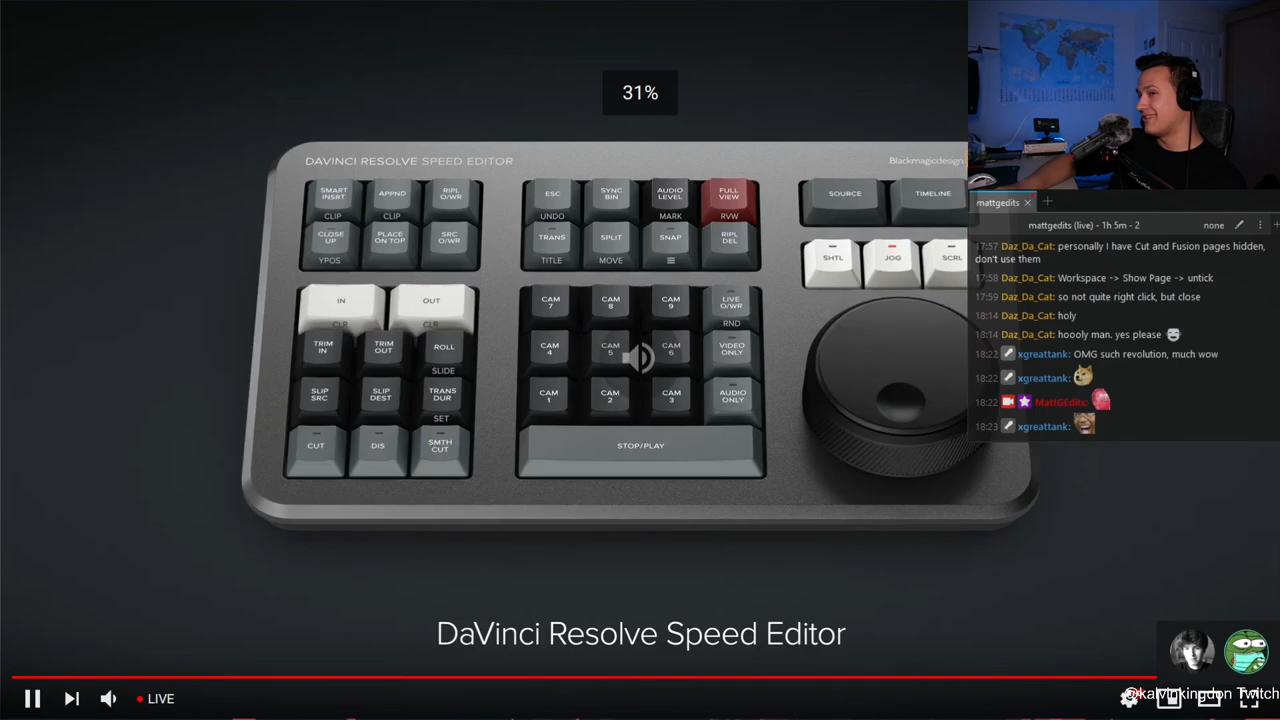 31%
DAVINCI RESOLVE SPEED EDITOR
Blackmagicdesign
SMART INSRT
CLIP
APPND
CLIP
RIPL O/WR
CLOSE UP
YPOS
PLACE ON TOP
SRC O/WR
ESC
UNDO
SYNC BIN
AUDIO LEVEL
MARK
FULL VIEW
RVW
TRANS
TITLE
SPLIT
MOVE
SNAP
RIPL DEL
SOURCE
TIMELINE
SHTL
JOG
SCRL
IN
CLR
OUT
CLR
TRIM IN
TRIM OUT
ROLL
SLIDE
SLIP SRC
SLIP DEST
TRANS DUR
SET
CUT
DIS
SMTH CUT
CAM 7
CAM 8
CAM 9
LIVE O/WR
RND
CAM 4
CAM 5
CAM 6
VIDEO ONLY
CAM 1
CAM 2
CAM 3
AUDIO ONLY
STOP/PLAY
DaVinci Resolve Speed Editor
LIVE
mattgedits
mattgedits (live) - 1h 5m - 2
none
17:57 Daz_Da_Cat: personally I have Cut and Fusion pages hidden,
don't use them
17:58 Daz_Da_Cat: Workspace -> Show Page -> untick
17:59 Daz_Da_Cat: so not quite right click, but close
18:14 Daz_Da_Cat: holy
18:14 Daz_Da_Cat: hoooly man. yes please
18:22 xgreattank: OMG such revolution, much wow
18:22 xgreattank:
18:22 MattGEdits:
18:23 xgreattank:
@kalvinkingdon Twitch